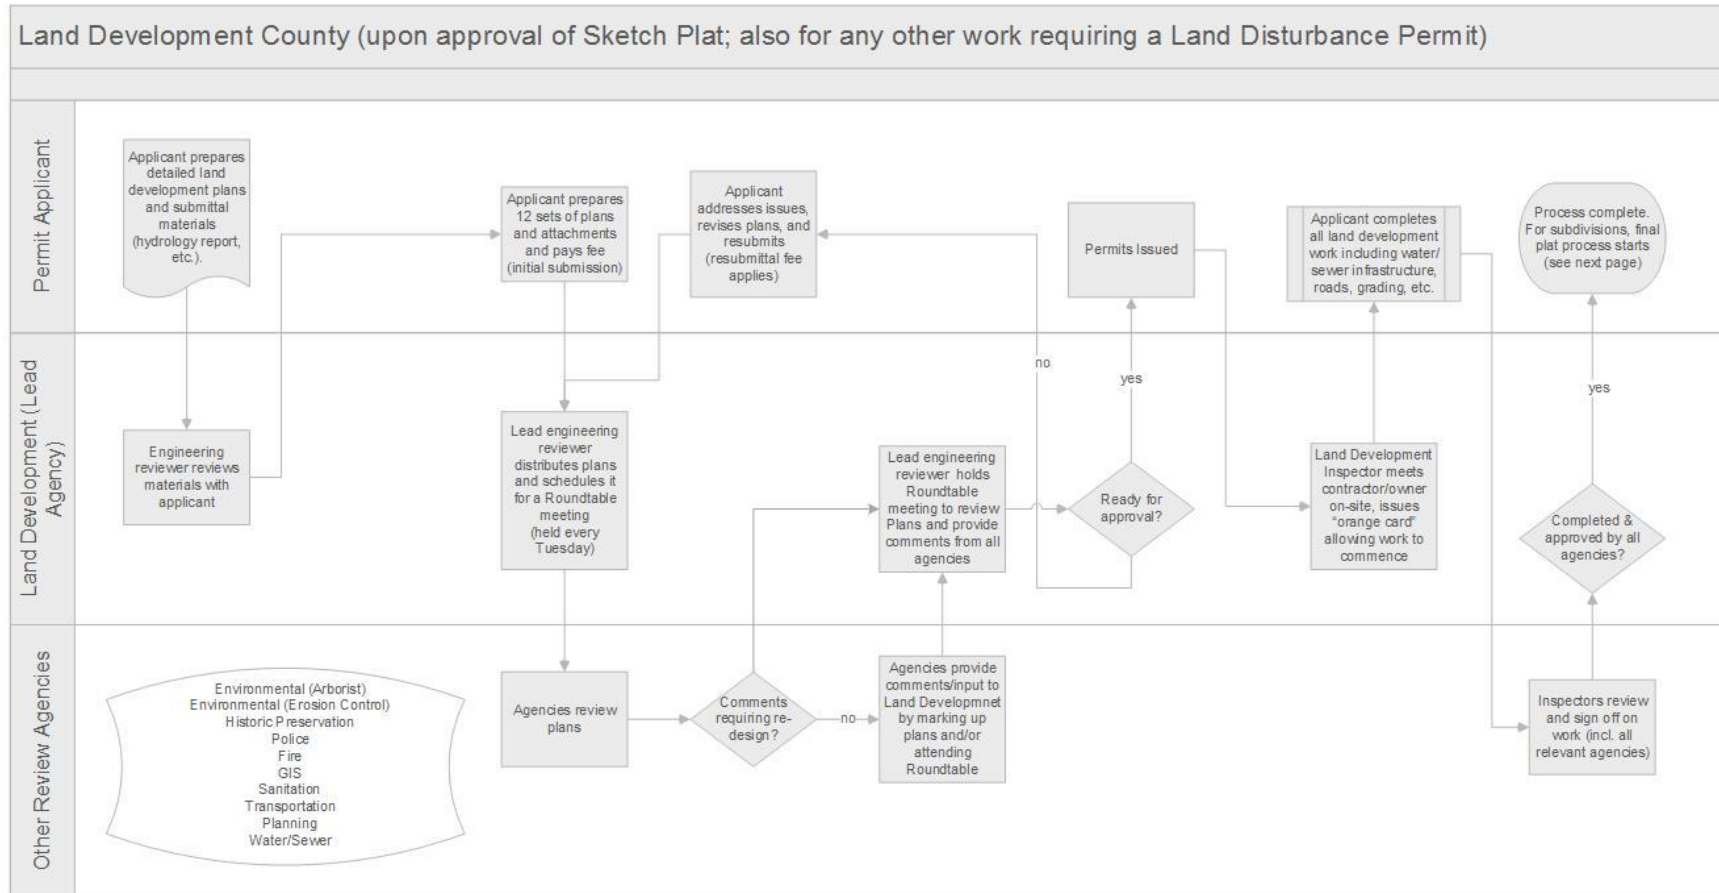 Land Development County (upon approval of Sketch Plat; also for any other work requiring a Land Disturbance Permit)
Permit Applicant
Applicant prepares
detailed land
development plans
and submittal
materials
(hydrology report,
etc.).
Applicant prepares
12 sets of plans
and attachments
and pays fee
(initial submission)
Applicant
addresses issues,
revises plans, and
resubmits
(resubmittal fee
applies)
Permits Issued
Applicant completes
all land development
work including water/
sewer infrastructure,
roads, grading, etc.
Process complete.
For subdivisions, final
plat process starts
(see next page)
Land Development (Lead
Agency)
Engineering
reviewer reviews
materials with
applicant
Lead engineering
reviewer
distributes plans
and schedules it
for a Roundtable
meeting
(held every
Tuesday)
Lead engineering
reviewer holds
Roundtable
meeting to review
Plans and provide
comments from all
agencies
no
yes
Ready for
approval?
Land Development
Inspector meets
contractor/owner
on-site, issues
“orange card”
allowing work to
commence
yes
Completed &
approved by all
agencies?
Other Review Agencies
Environmental (Arborist)
Environmental (Erosion Control)
Historic Preservation
Police
Fire
GIS
Sanitation
Transportation
Planning
Water/Sewer
Agencies review
plans
Comments
requiring re-
design?
no
Agencies provide
comments/input to
Land Developmnet
by marking up
plans and/or
attending
Roundtable
Inspectors review
and sign off on
work (incl. all
relevant agencies)